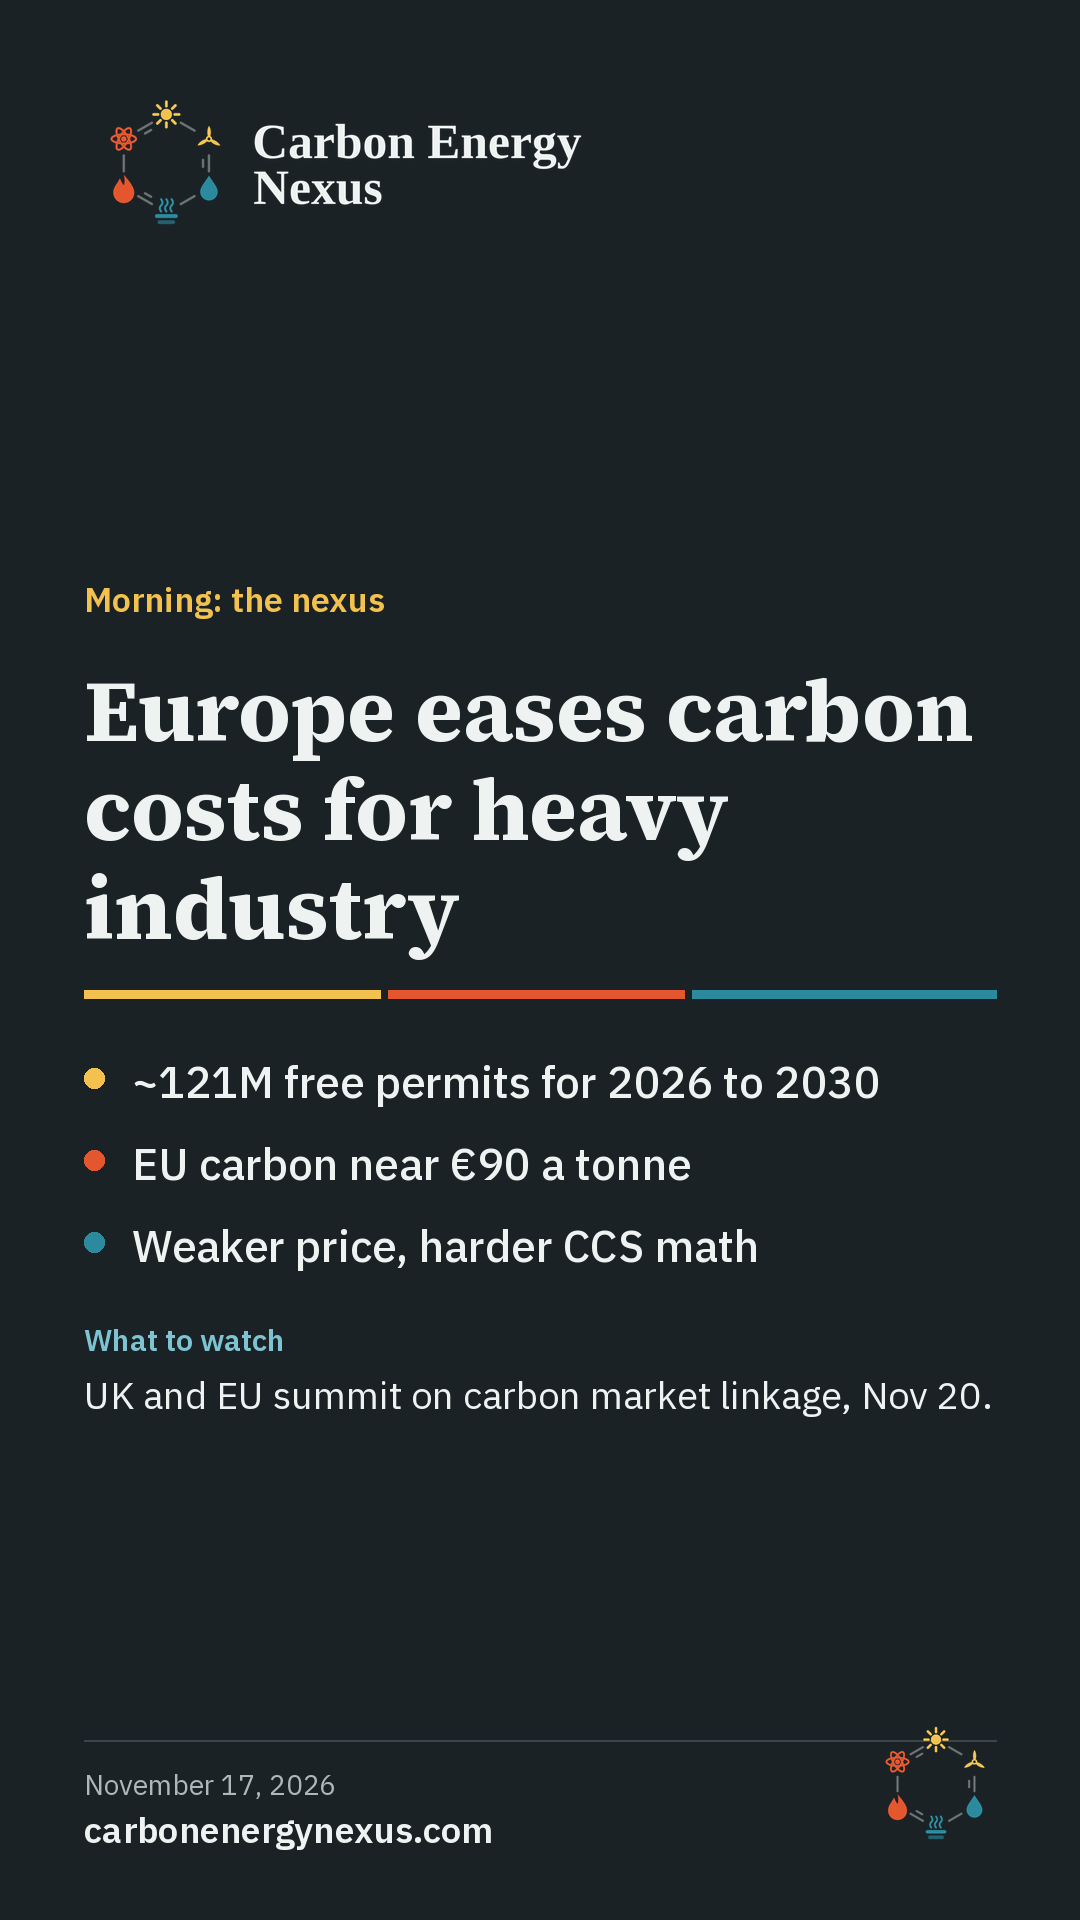 Carbon Energy
Nexus
Morning: the nexus
Europe eases carbon
costs for heavy
industry
~121M free permits for 2026 to 2030
EU carbon near €90 a tonne
Weaker price, harder CCS math
What to watch
UK and EU summit on carbon market linkage, Nov 20.
November 17, 2026
carbonenergynexus.com